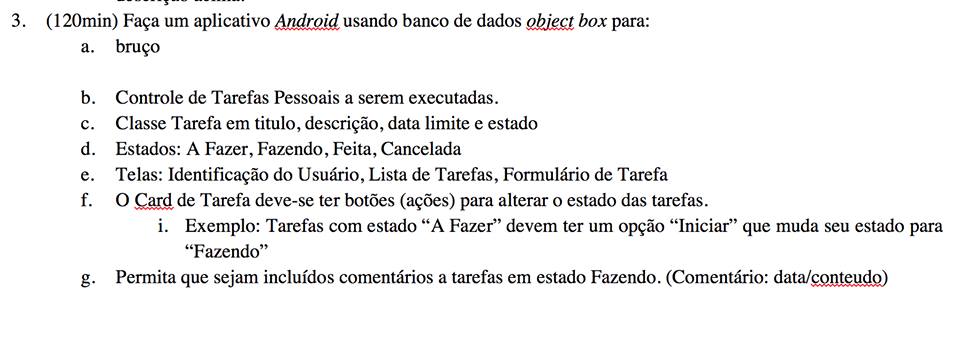 3. (120min) Faça um aplicativo Android usando banco de dados object box para:
a. bruço
b. Controle de Tarefas Pessoais a serem executadas.
c. Classe Tarefa em titulo, descrição, data limite e estado
d. Estados: A Fazer, Fazendo, Feita, Cancelada
e. Telas: Identificação do Usuário, Lista de Tarefas, Formulário de Tarefa
f. O Card de Tarefa deve-se ter botões (ações) para alterar o estado das tarefas.
i. Exemplo: Tarefas com estado “A Fazer” devem ter um opção “Iniciar” que muda seu estado para
“Fazendo”
g. Permita que sejam incluídos comentários a tarefas em estado Fazendo. (Comentário: data/conteudo)